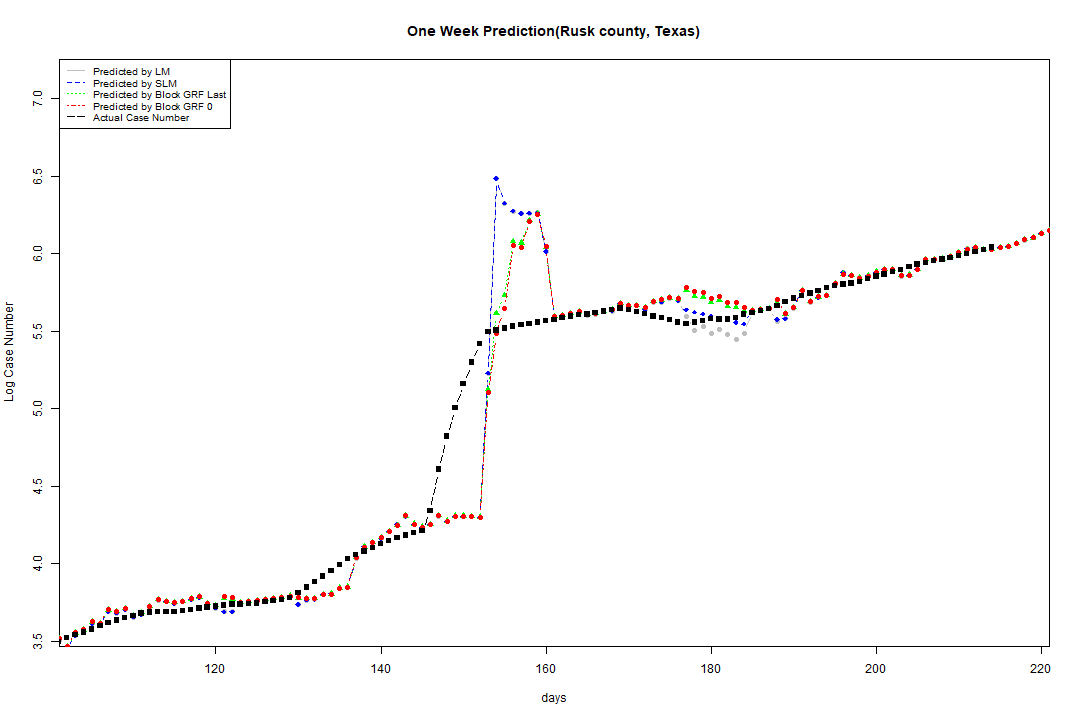 One Week Prediction(Rusk county, Texas)
Predicted by LM
Predicted by SLM
Predicted by Block GRF Last
Predicted by Block GRF 0
Actual Case Number
7.0
6.5
6.0
5.5
5.0
4.5
4.0
3.5
Log Case Number
120 140 160 180 200 220
days